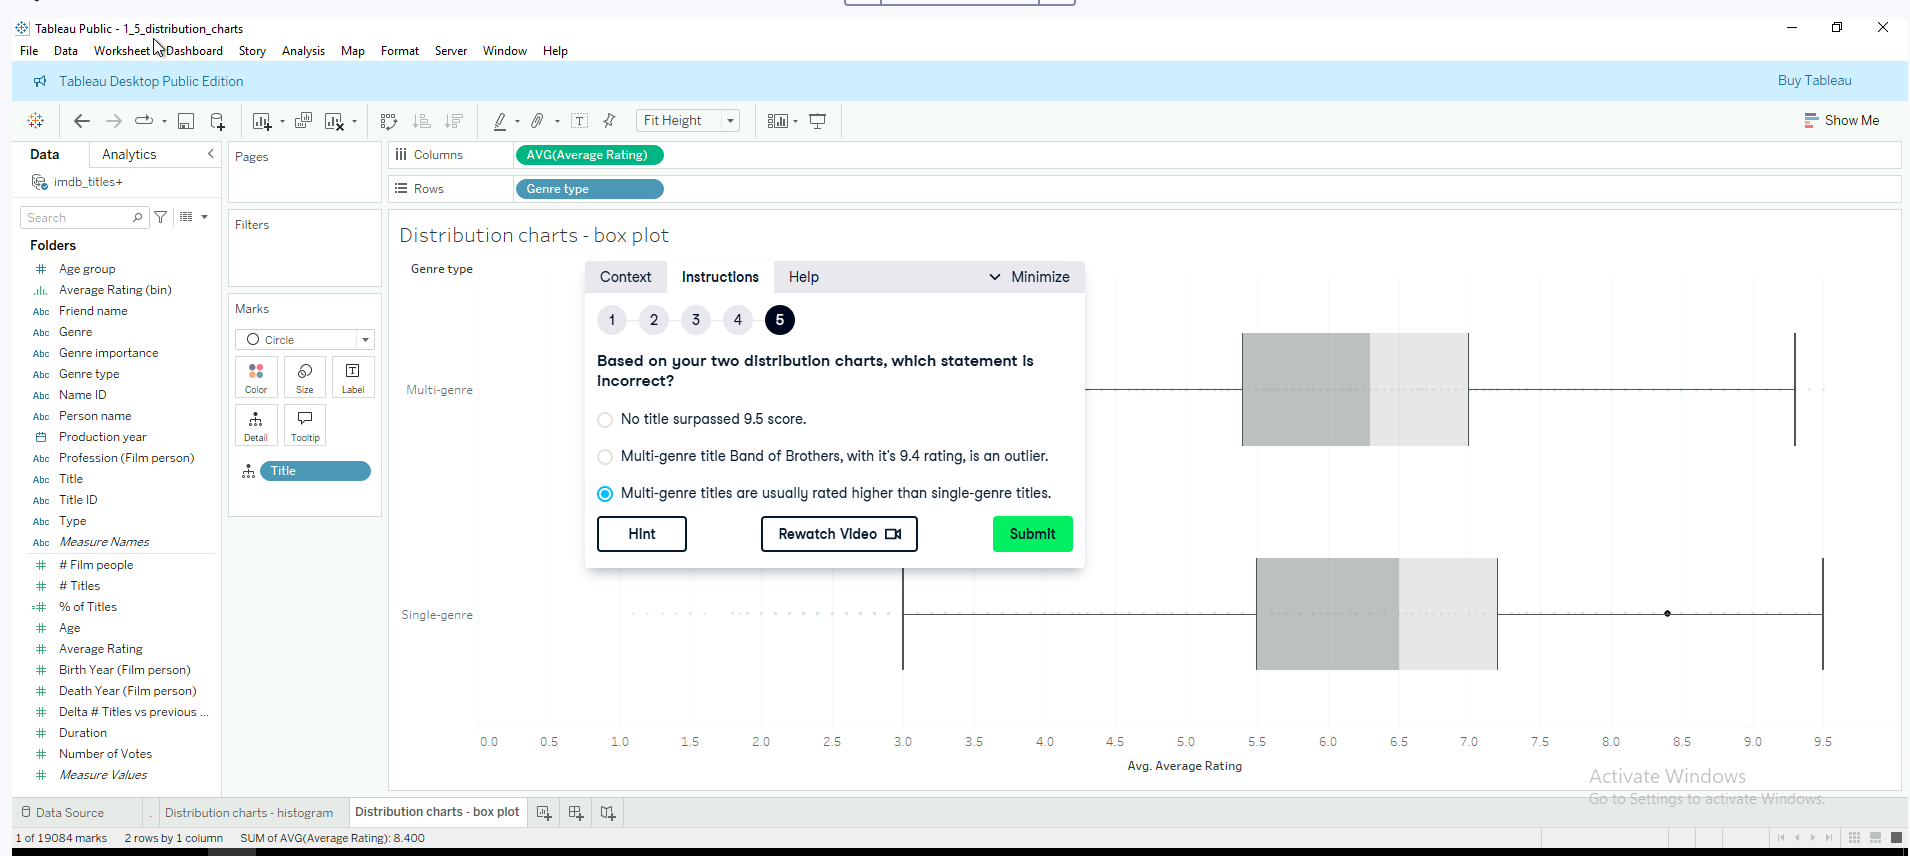 Tableau Public - 1_5_distribution_charts
File Data Worksheet Dashboard Story Analysis Map Format Server Window Help
Tableau Desktop Public Edition
Buy Tableau
Fit Height
Show Me
Data Analytics
imdb_titles+
Search
Folders
Age group
Average Rating (bin)
Abc Friend name
Abc Genre
Abc Genre importance
Abc Genre type
Abc Name ID
Abc Person name
Production year
Abc Profession (Film person)
Abc Title
Abc Title ID
Abc Type
Abc Measure Names
# Film people
# Titles
% of Titles
Age
Average Rating
Birth Year (Film person)
Death Year (Film person)
Delta # Titles vs previous ...
Duration
Number of Votes
Measure Values
Pages
Filters
Marks
Circle
Color Size Label
Detail Tooltip
Title
Columns AVG(Average Rating)
Rows Genre type
Distribution charts - box plot
Genre type
Multi-genre
Single-genre
Context Instructions Help Minimize
1 2 3 4 5
Based on your two distribution charts, which statement is
incorrect?
No title surpassed 9.5 score.
Multi-genre title Band of Brothers, with it's 9.4 rating, is an outlier.
Multi-genre titles are usually rated higher than single-genre titles.
Hint Rewatch Video Submit
0.0 0.5 1.0 1.5 2.0 2.5 3.0 3.5 4.0 4.5 5.0 5.5 6.0 6.5 7.0 7.5 8.0 8.5 9.0 9.5
Avg. Average Rating
Activate Windows
Go to Settings to activate Windows.
Data Source . Distribution charts - histogram Distribution charts - box plot
1 of 19084 marks 2 rows by 1 column SUM of AVG(Average Rating): 8.400